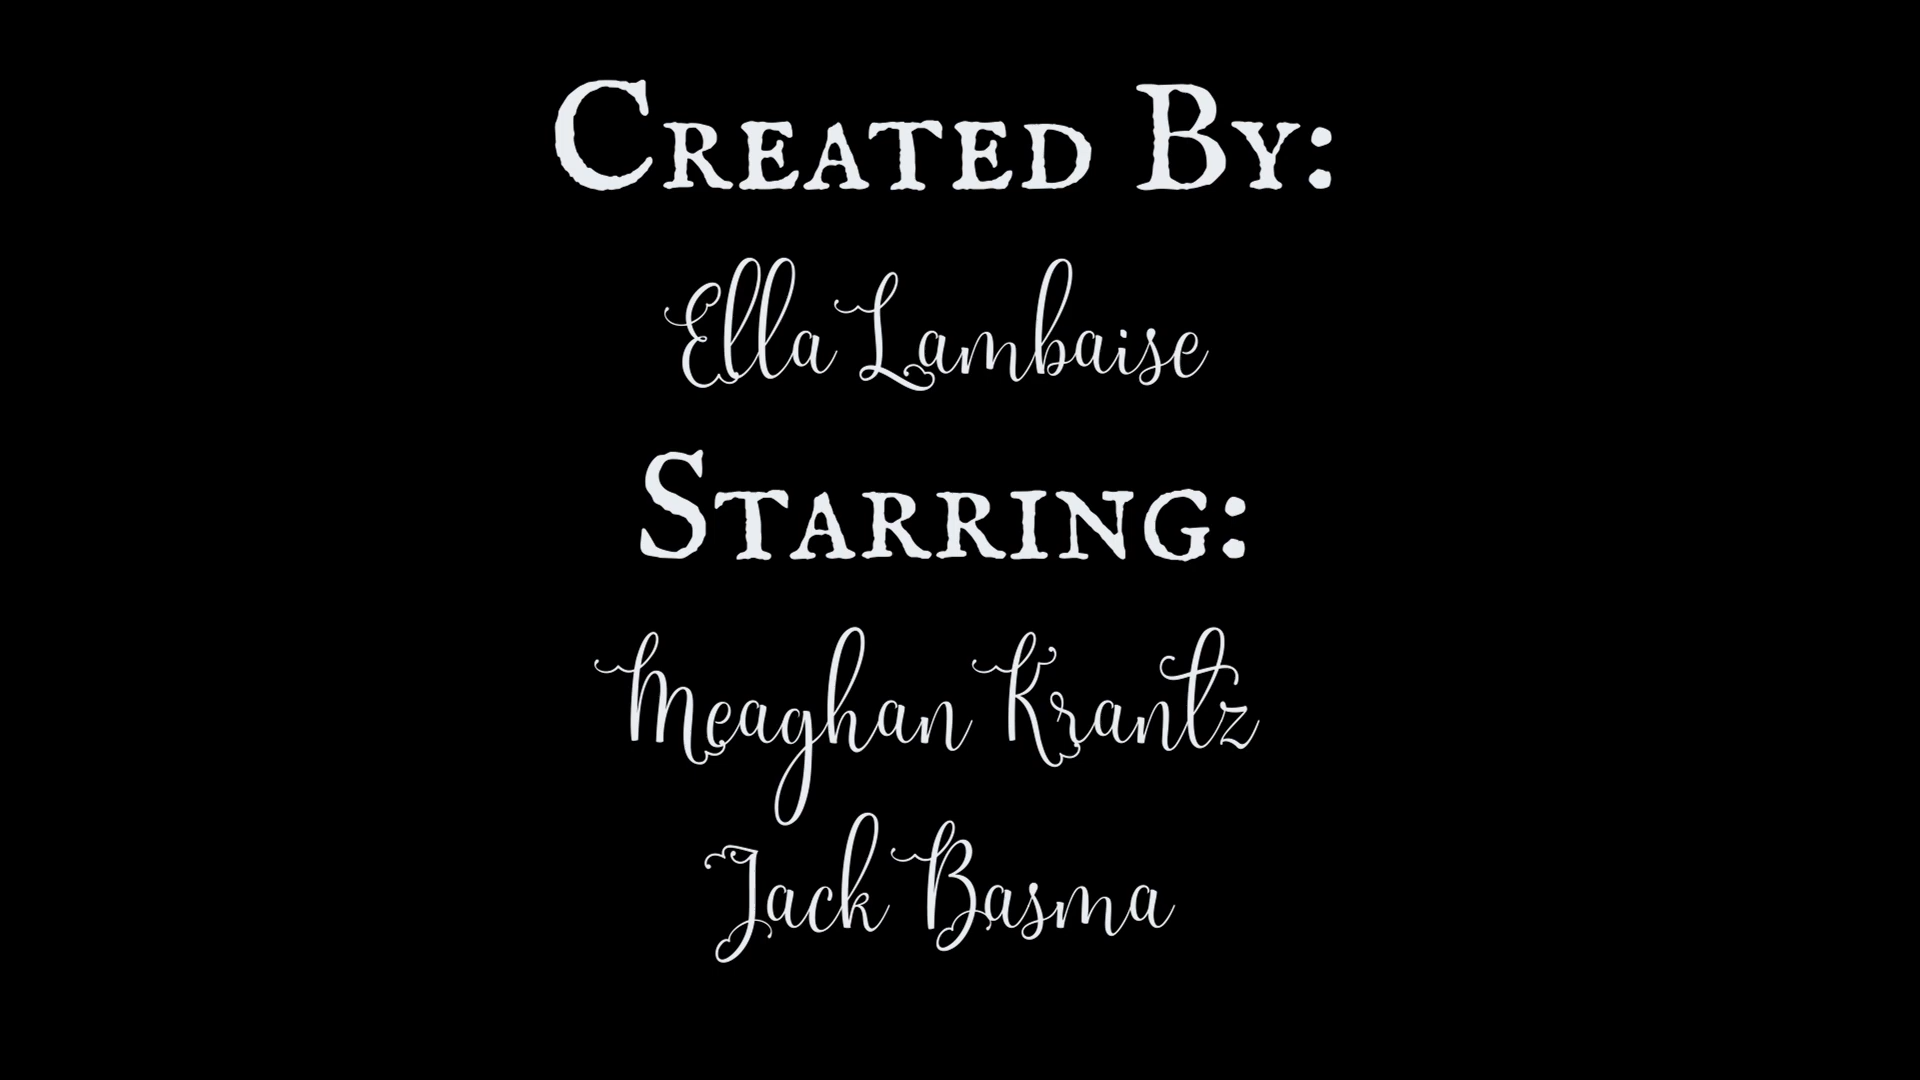 Created By:
Ella Lambaise
Starring:
Meaghan Krantz
Jack Basma